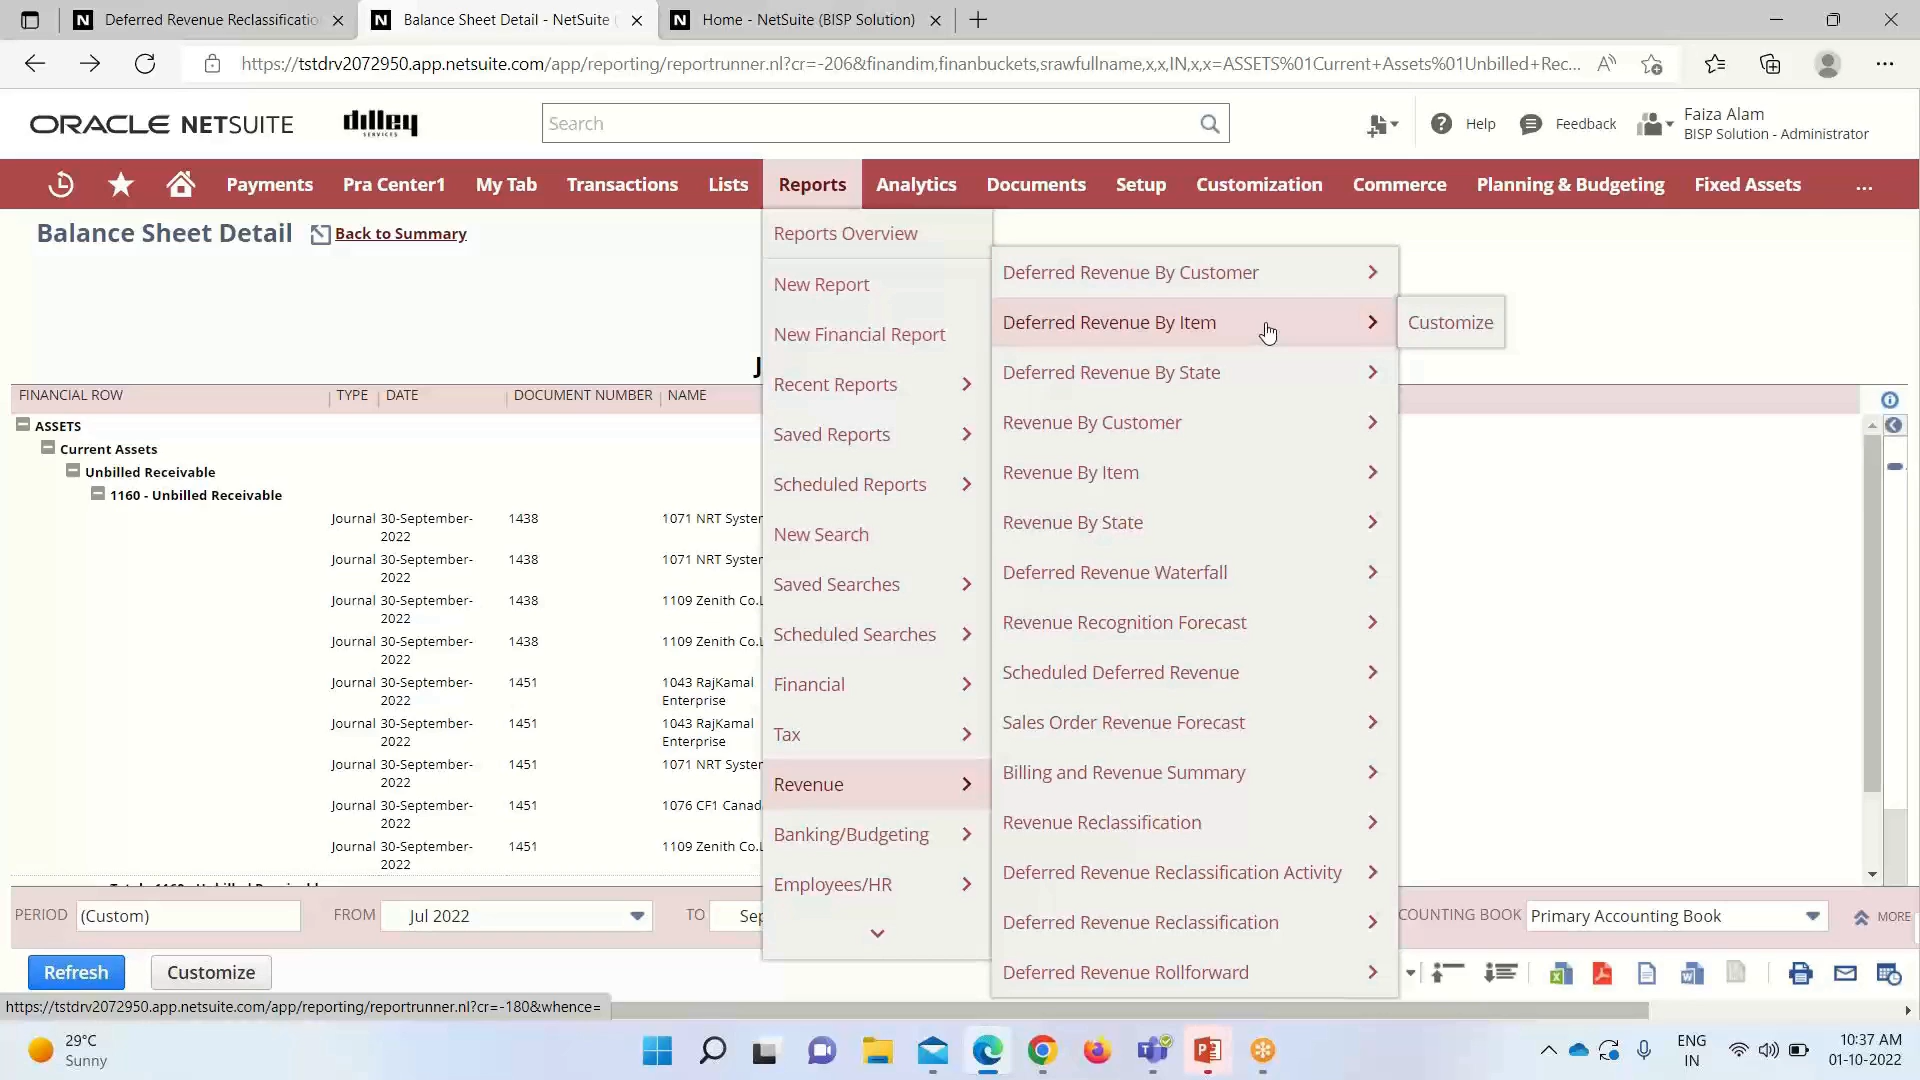 Deferred Revenue Reclassificatio
Balance Sheet Detail - NetSuite (
Home - NetSuite (BISP Solution)
https://tstdrv2072950.app.netsuite.com/app/reporting/reportrunner.nl?cr=-206&finandim,finanbuckets,srawfullname,x,x,IN,x,x=ASSETS%01Current+Assets%01Unbilled+Rec...
ORACLE NETSUITE
dilley
SERVICES
Search
Help
Feedback
Faiza Alam
BISP Solution - Administrator
Payments
Pra Center1
My Tab
Transactions
Lists
Reports
Analytics
Documents
Setup
Customization
Commerce
Planning & Budgeting
Fixed Assets
...
Balance Sheet Detail
Back to Summary
J
FINANCIAL ROW
TYPE
DATE
DOCUMENT NUMBER
NAME
ASSETS
Current Assets
Unbilled Receivable
1160 - Unbilled Receivable
Journal 30-September-2022 1438 1071 NRT Syster
Journal 30-September-2022 1438 1071 NRT Syster
Journal 30-September-2022 1438 1109 Zenith Co.L
Journal 30-September-2022 1438 1109 Zenith Co.L
Journal 30-September-2022 1451 1043 RajKamal Enterprise
Journal 30-September-2022 1451 1043 RajKamal Enterprise
Journal 30-September-2022 1451 1071 NRT Syster
Journal 30-September-2022 1451 1076 CF1 Canad
Journal 30-September-2022 1451 1109 Zenith Co.L
Reports Overview
New Report
New Financial Report
Recent Reports
Saved Reports
Scheduled Reports
New Search
Saved Searches
Scheduled Searches
Financial
Tax
Revenue
Banking/Budgeting
Employees/HR
Deferred Revenue By Customer
Deferred Revenue By Item
Deferred Revenue By State
Revenue By Customer
Revenue By Item
Revenue By State
Deferred Revenue Waterfall
Revenue Recognition Forecast
Scheduled Deferred Revenue
Sales Order Revenue Forecast
Billing and Revenue Summary
Revenue Reclassification
Deferred Revenue Reclassification Activity
Deferred Revenue Reclassification
Deferred Revenue Rollforward
Customize
PERIOD
(Custom)
FROM
Jul 2022
TO
Sep
COUNTING BOOK
Primary Accounting Book
MORE
Refresh
Customize
https://tstdrv2072950.app.netsuite.com/app/reporting/reportrunner.nl?cr=-180&whence=
29°C
Sunny
ENG
IN
10:37 AM
01-10-2022